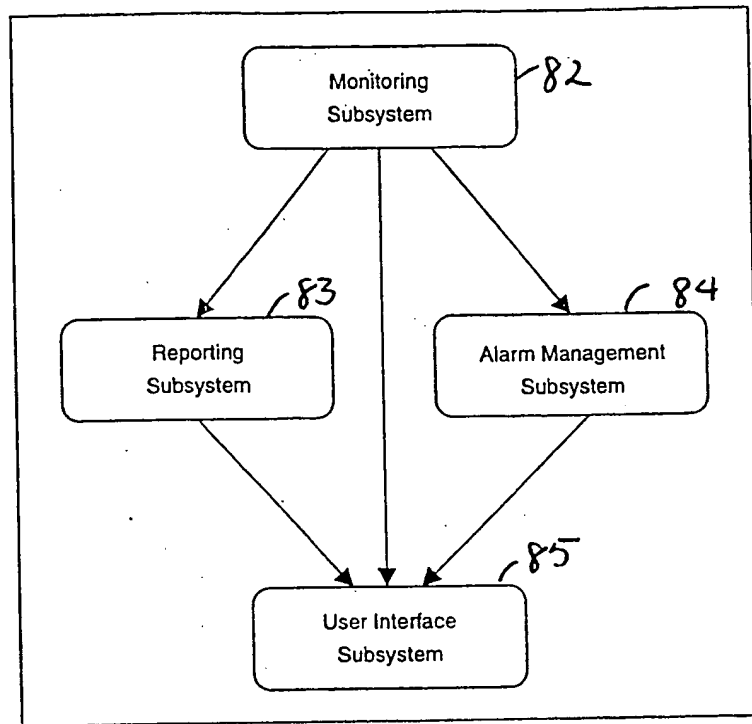 Monitoring
Subsystem
82
83
84
Reporting
Subsystem
Alarm Management
Subsystem
85
User Interface
Subsystem